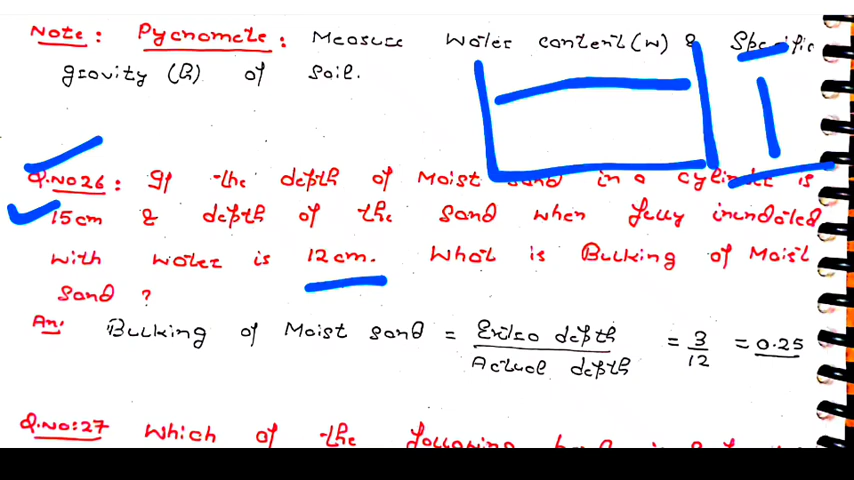 Note: Pycnometer: Measure Water content (w) & Specific
gravity (G) of Soil.
Q.No26: If the depth of Moist Sand in a cylinder is
15cm & depth of the sand when fully inundated
with water is 12cm. What is Bulking of Moist
Sand ?
An: Bulking of Moist sand = Extra depth / Actual depth = 3/12 = 0.25
Q.No:27 Which of the following